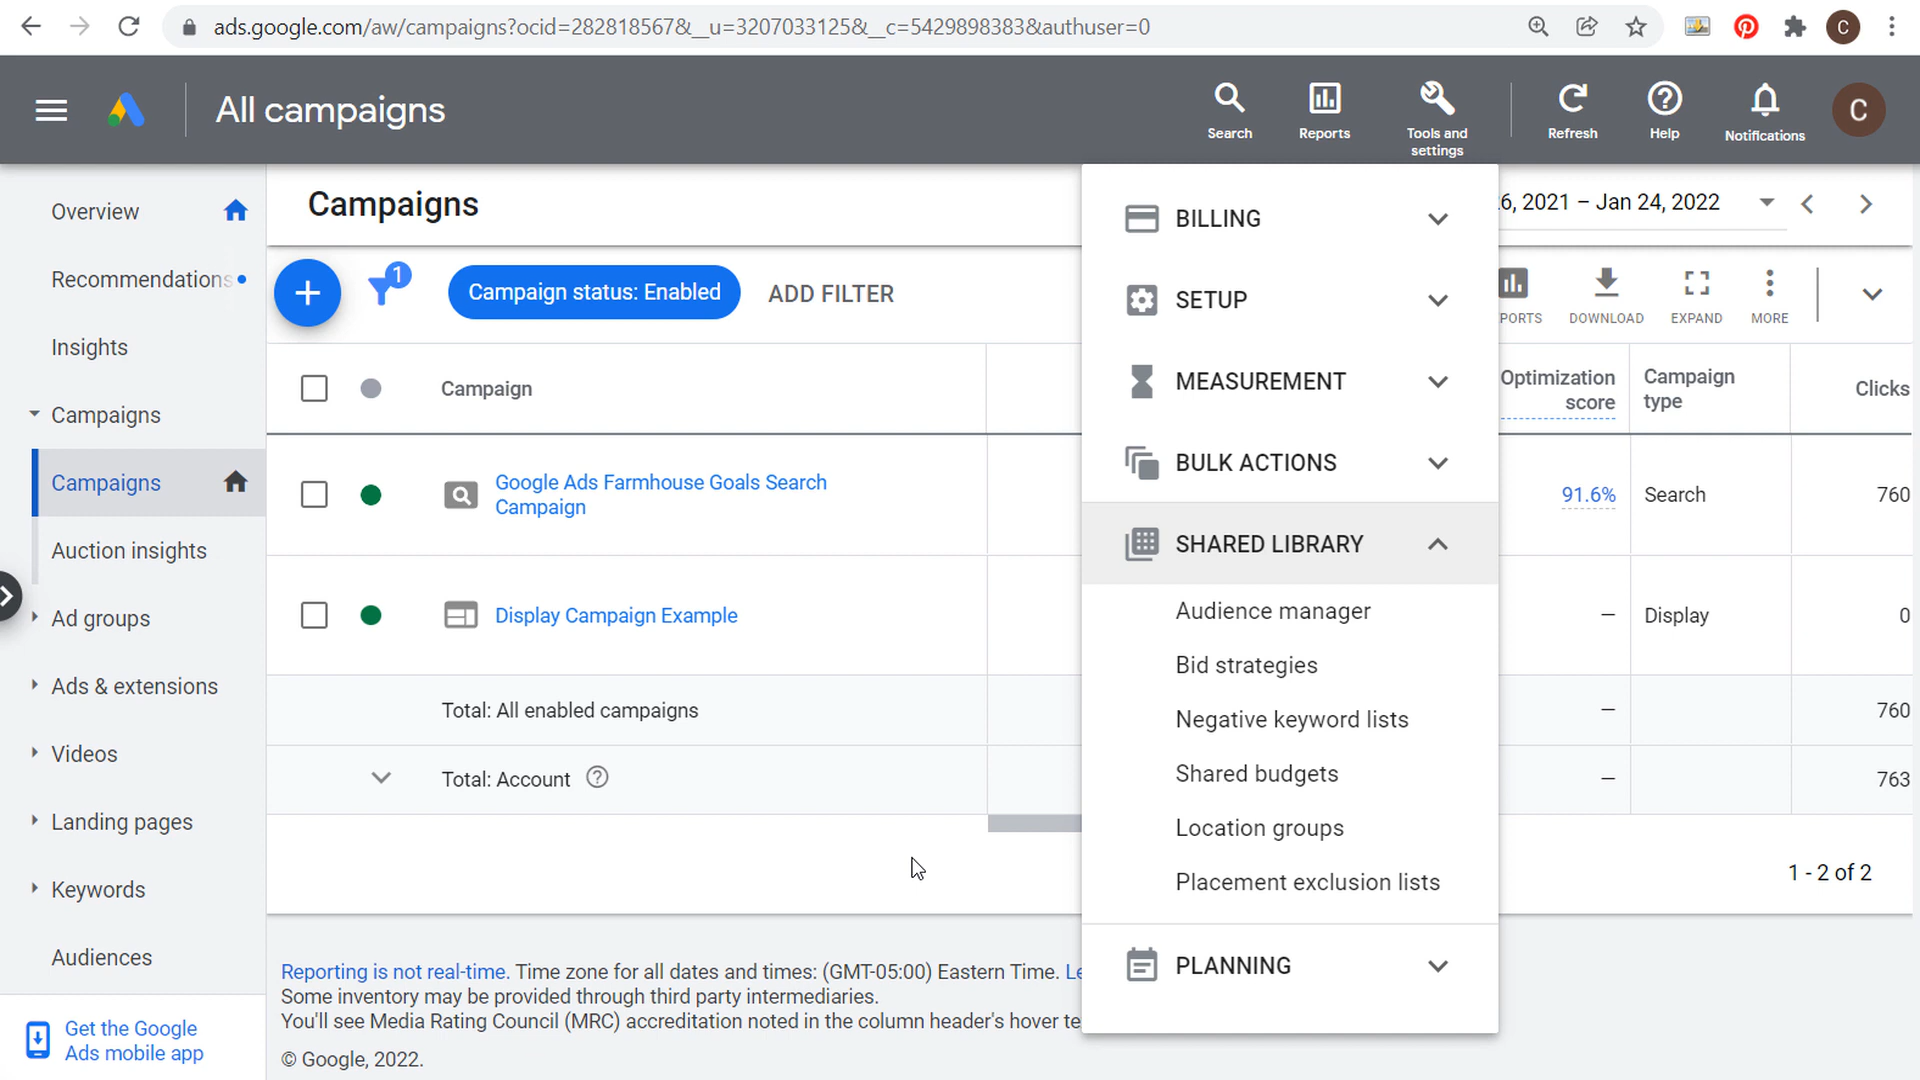 ads.google.com/aw/campaigns?ocid=282818567&__u=3207033125&__c=5429898383&authuser=0
C
All campaigns
Search
Reports
Tools and
settings
Refresh
Help
Notifications
C
Overview
Recommendations
Insights
Campaigns
Campaigns
Auction insights
Ad groups
Ads & extensions
Videos
Landing pages
Keywords
Audiences
Get the Google
Ads mobile app
Campaigns
6, 2021 – Jan 24, 2022
1
Campaign status: Enabled
ADD FILTER
PORTS
DOWNLOAD
EXPAND
MORE
Campaign
Optimization
score
Campaign
type
Clicks
Google Ads Farmhouse Goals Search
Campaign
91.6%
Search
760
Display Campaign Example
—
Display
0
Total: All enabled campaigns
—
760
Total: Account
—
763
1 - 2 of 2
BILLING
SETUP
MEASUREMENT
BULK ACTIONS
SHARED LIBRARY
Audience manager
Bid strategies
Negative keyword lists
Shared budgets
Location groups
Placement exclusion lists
PLANNING
Reporting is not real-time. Time zone for all dates and times: (GMT-05:00) Eastern Time. Le
Some inventory may be provided through third party intermediaries.
You'll see Media Rating Council (MRC) accreditation noted in the column header's hover te
© Google, 2022.